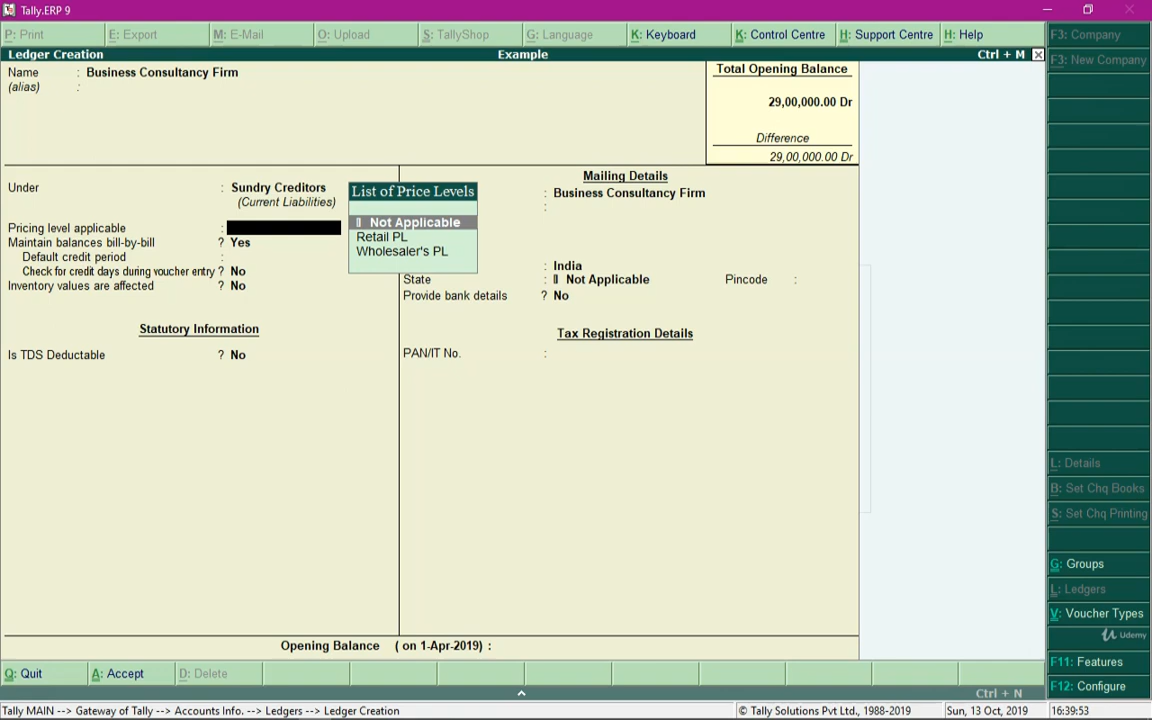 Tally.ERP 9
P: Print E: Export M: E-Mail O: Upload S: TallyShop G: Language K: Keyboard K: Control Centre H: Support Centre H: Help
F3: Company
Ledger Creation Example Ctrl + M
F3: New Company
Name : Business Consultancy Firm
(alias) :
Total Opening Balance
29,00,000.00 Dr
Difference
29,00,000.00 Dr
Under : Sundry Creditors
(Current Liabilities)
Pricing level applicable :
Maintain balances bill-by-bill ? Yes
Default credit period :
Check for credit days during voucher entry ? No
Inventory values are affected ? No
Statutory Information
Is TDS Deductable ? No
List of Price Levels
Not Applicable
Retail PL
Wholesaler's PL
Mailing Details
: Business Consultancy Firm
:
: India
State : Not Applicable Pincode :
Provide bank details ? No
Tax Registration Details
PAN/IT No. :
Opening Balance ( on 1-Apr-2019) :
L: Details
B: Set Chq Books
S: Set Chq Printing
G: Groups
L: Ledgers
V: Voucher Types
Udemy
F11: Features
F12: Configure
Q: Quit A: Accept D: Delete
Ctrl + N
Tally MAIN --> Gateway of Tally --> Accounts Info. --> Ledgers --> Ledger Creation © Tally Solutions Pvt Ltd., 1988-2019 Sun, 13 Oct, 2019 16:39:53